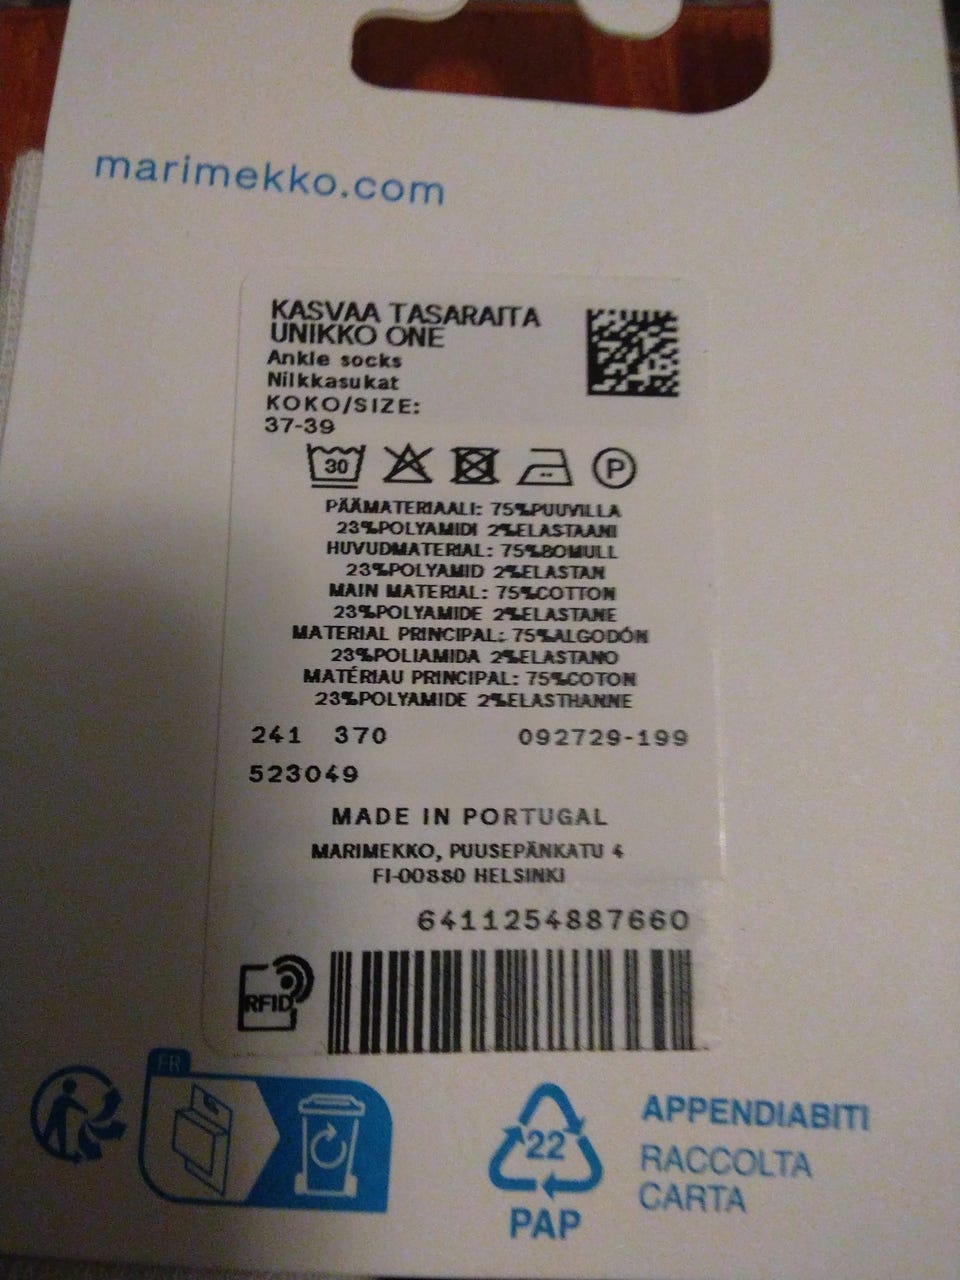 marimekko.com
KASVAA TASARAITA
UNIKKO ONE
Ankle socks
Nilkkasukat
KOKO/SIZE:
37-39
30
P
PÄÄMATERIAALI: 75%PUUVILLA
23%POLYAMIDI 2%ELASTAANI
HUVUDMATERIAL: 75%BOMULL
23%POLYAMID 2%ELASTAN
MAIN MATERIAL: 75%COTTON
23%POLYAMIDE 2%ELASTANE
MATERIAL PRINCIPAL: 75%ALGODÓN
23%POLIAMIDA 2%ELASTANO
MATÉRIAU PRINCIPAL: 75%COTON
23%POLYAMIDE 2%ELASTHANNE
241 370 092729-199
523049
MADE IN PORTUGAL
MARIMEKKO, PUUSEPÄNKATU 4
FI-00880 HELSINKI
6411254887660
RFID
FR
22
PAP
APPENDIABITI
RACCOLTA
CARTA